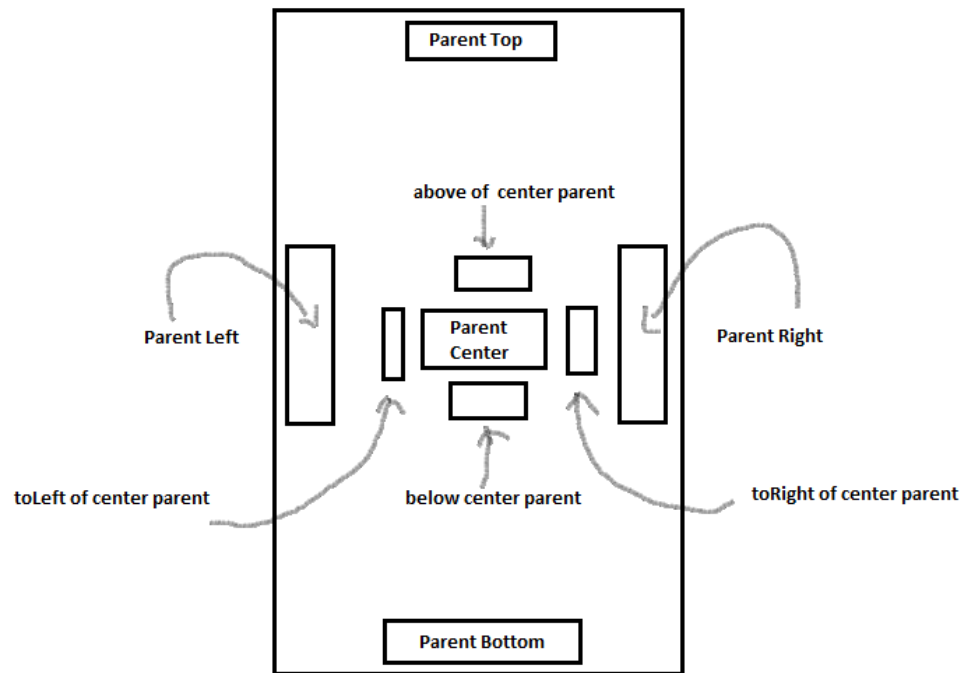 Parent Top
above of  center parent
Parent Left
Parent
Center
Parent Right
toLeft of center parent
below center parent
toRight of center parent
Parent Bottom